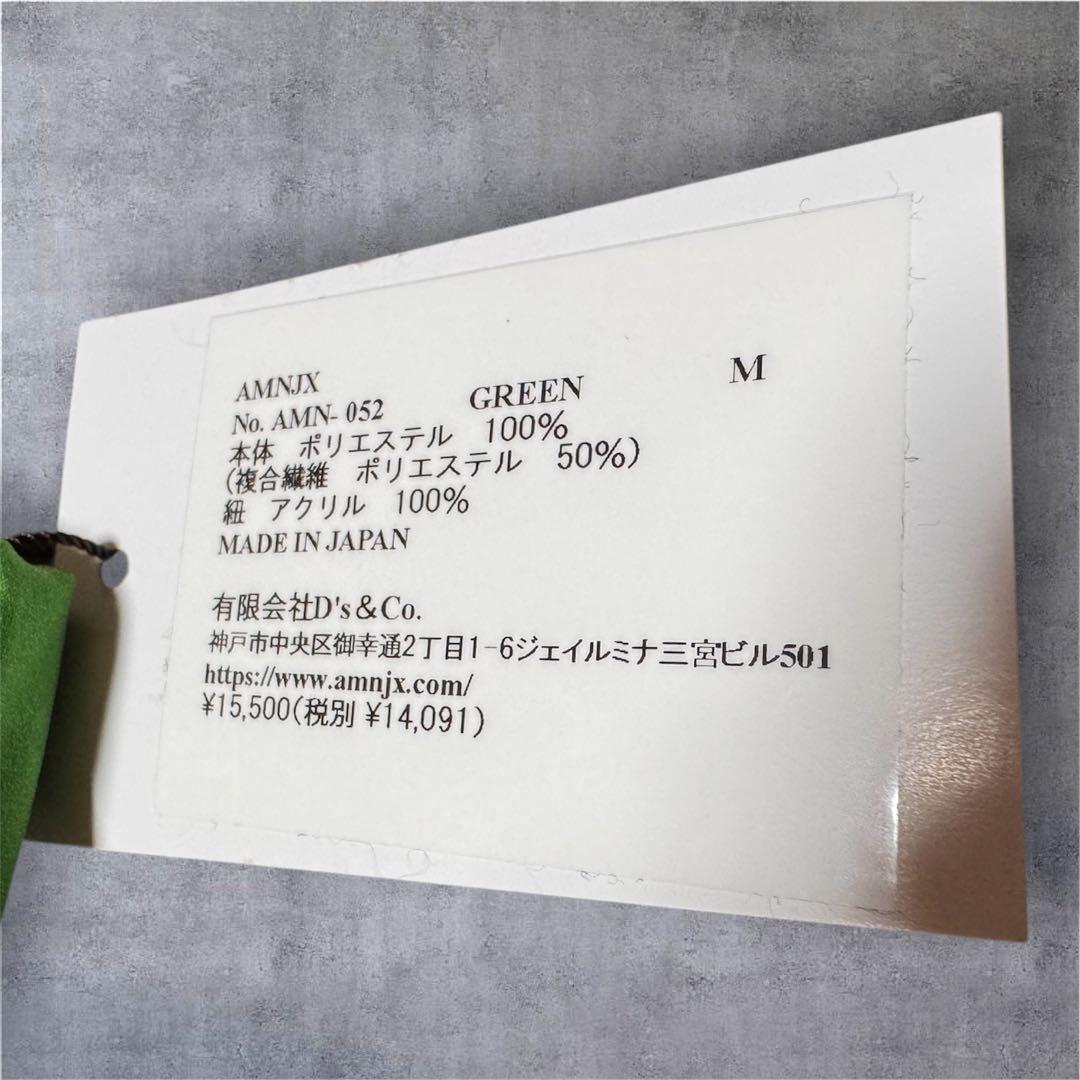 AMNJX
No. AMN- 052 GREEN M
本体 ポリエステル 100%
(複合繊維 ポリエステル 50%)
紐 アクリル 100%
MADE IN JAPAN
有限会社D's＆Co.
神戸市中央区御幸通2丁目1-6ジェイルミナ三宮ビル501
https://www.amnjx.com/
¥15,500(税別 ¥14,091)